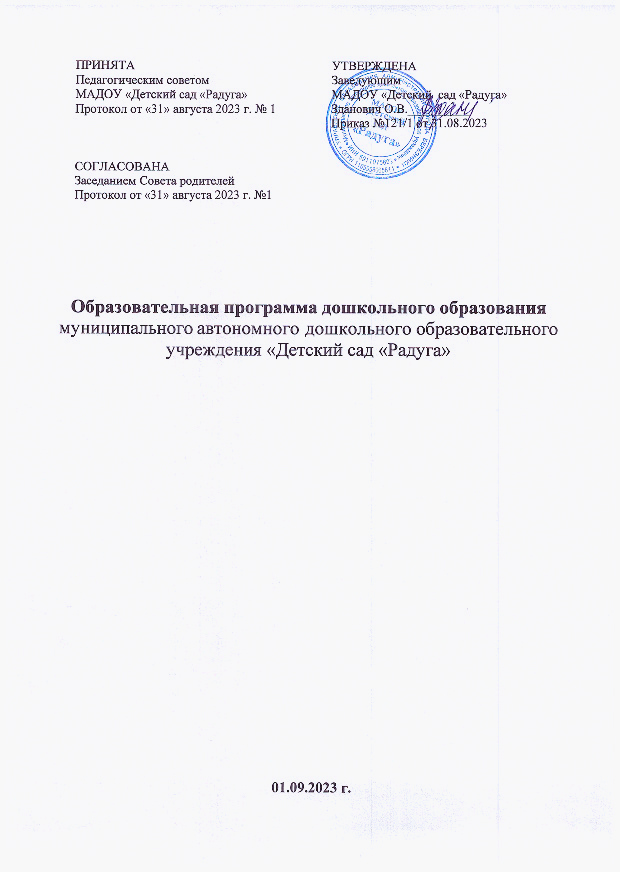 ПРИНЯТА
Педагогическим советом
МАДОУ «Детский сад «Радуга»
Протокол от «31» августа 2023 г. № 1
УТВЕРЖДЕНА
Заведующим
МАДОУ «Детский сад «Радуга»
Зданович О.В.
Приказ №121/1 от 31.08.2023
«Радуга»
СОГЛАСОВАНА
Заседанием Совета родителей
Протокол от «31» августа 2023 г. №1
Образовательная программа дошкольного образования
муниципального автономного дошкольного образовательного
учреждения «Детский сад «Радуга»
01.09.2023 г.